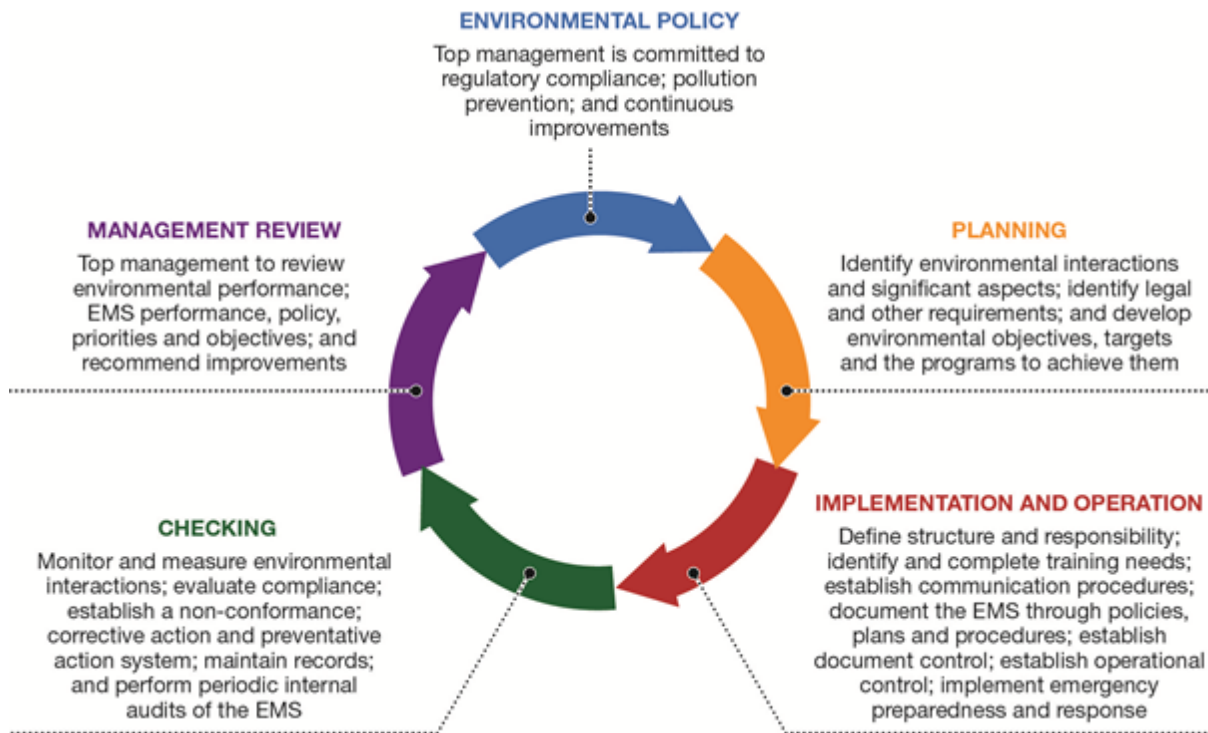 ENVIRONMENTAL POLICY
Top management is committed to
regulatory compliance; pollution
prevention; and continuous
improvements
MANAGEMENT REVIEW
Top management to review
environmental performance;
EMS performance, policy,
priorities and objectives; and
recommend improvements
PLANNING
Identify environmental interactions
and significant aspects; identify legal
and other requirements; and develop
environmental objectives, targets
and the programs to achieve them
CHECKING
Monitor and measure environmental
interactions; evaluate compliance;
establish a non-conformance;
corrective action and preventative
action system; maintain records;
and perform periodic internal
audits of the EMS
IMPLEMENTATION AND OPERATION
Define structure and responsibility;
identify and complete training needs;
establish communication procedures;
document the EMS through policies,
plans and procedures; establish
document control; establish operational
control; implement emergency
preparedness and response